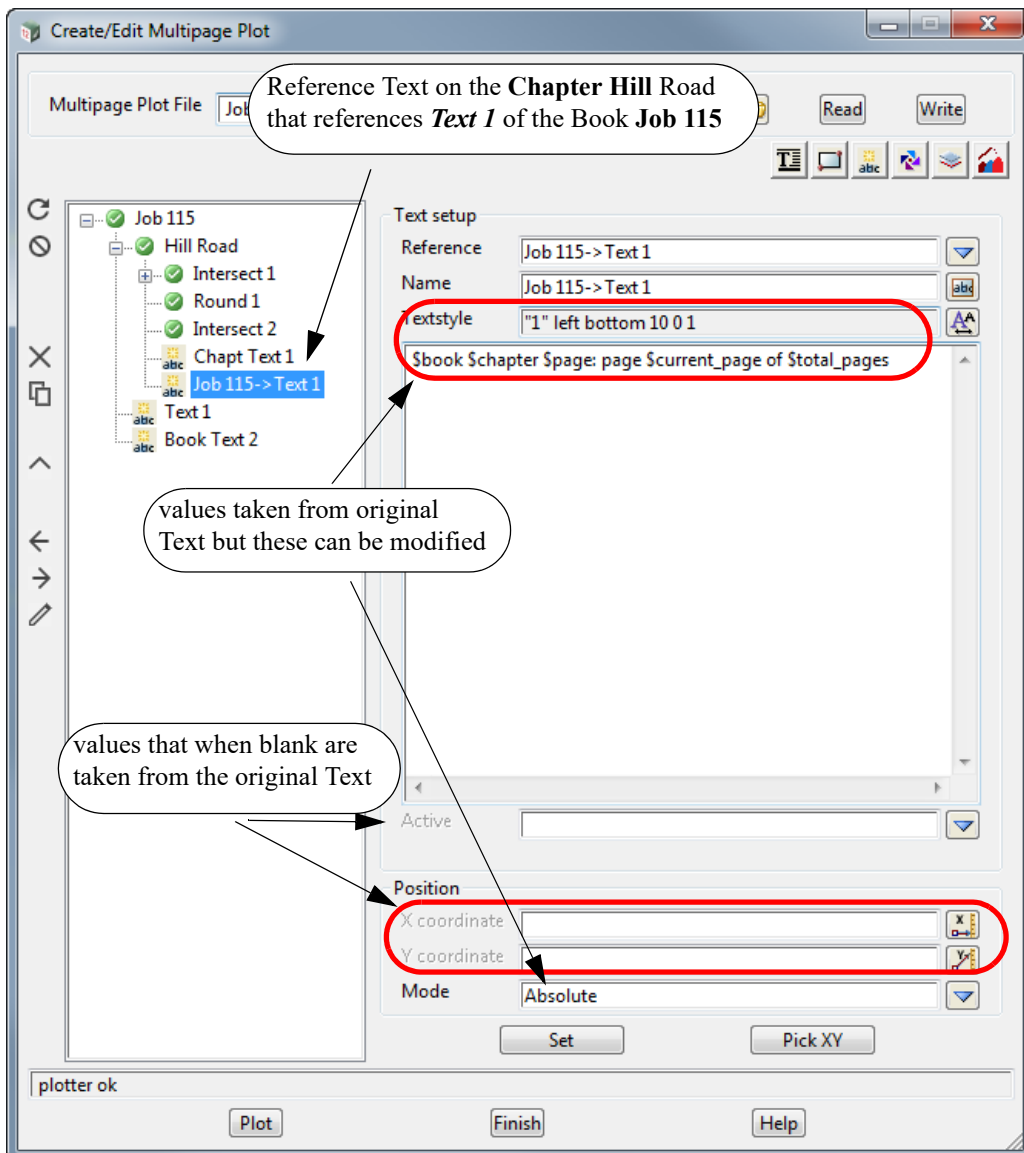 Create/Edit Multipage Plot
Reference Text on the Chapter Hill Road
that references Text 1 of the Book Job 115
Multipage Plot File
Read
Write
Job 115
Hill Road
Intersect 1
Round 1
Intersect 2
Chapt Text 1
Job 115->Text 1
Text 1
Book Text 2
Text setup
Reference
Job 115->Text 1
Name
Job 115->Text 1
Textstyle
"1" left bottom 10 0 1
$book $chapter $page: page $current_page of $total_pages
values taken from original
Text but these can be modified
values that when blank are
taken from the original Text
Active
Position
X coordinate
Y coordinate
Mode
Absolute
Set
Pick XY
plotter ok
Plot
Finish
Help